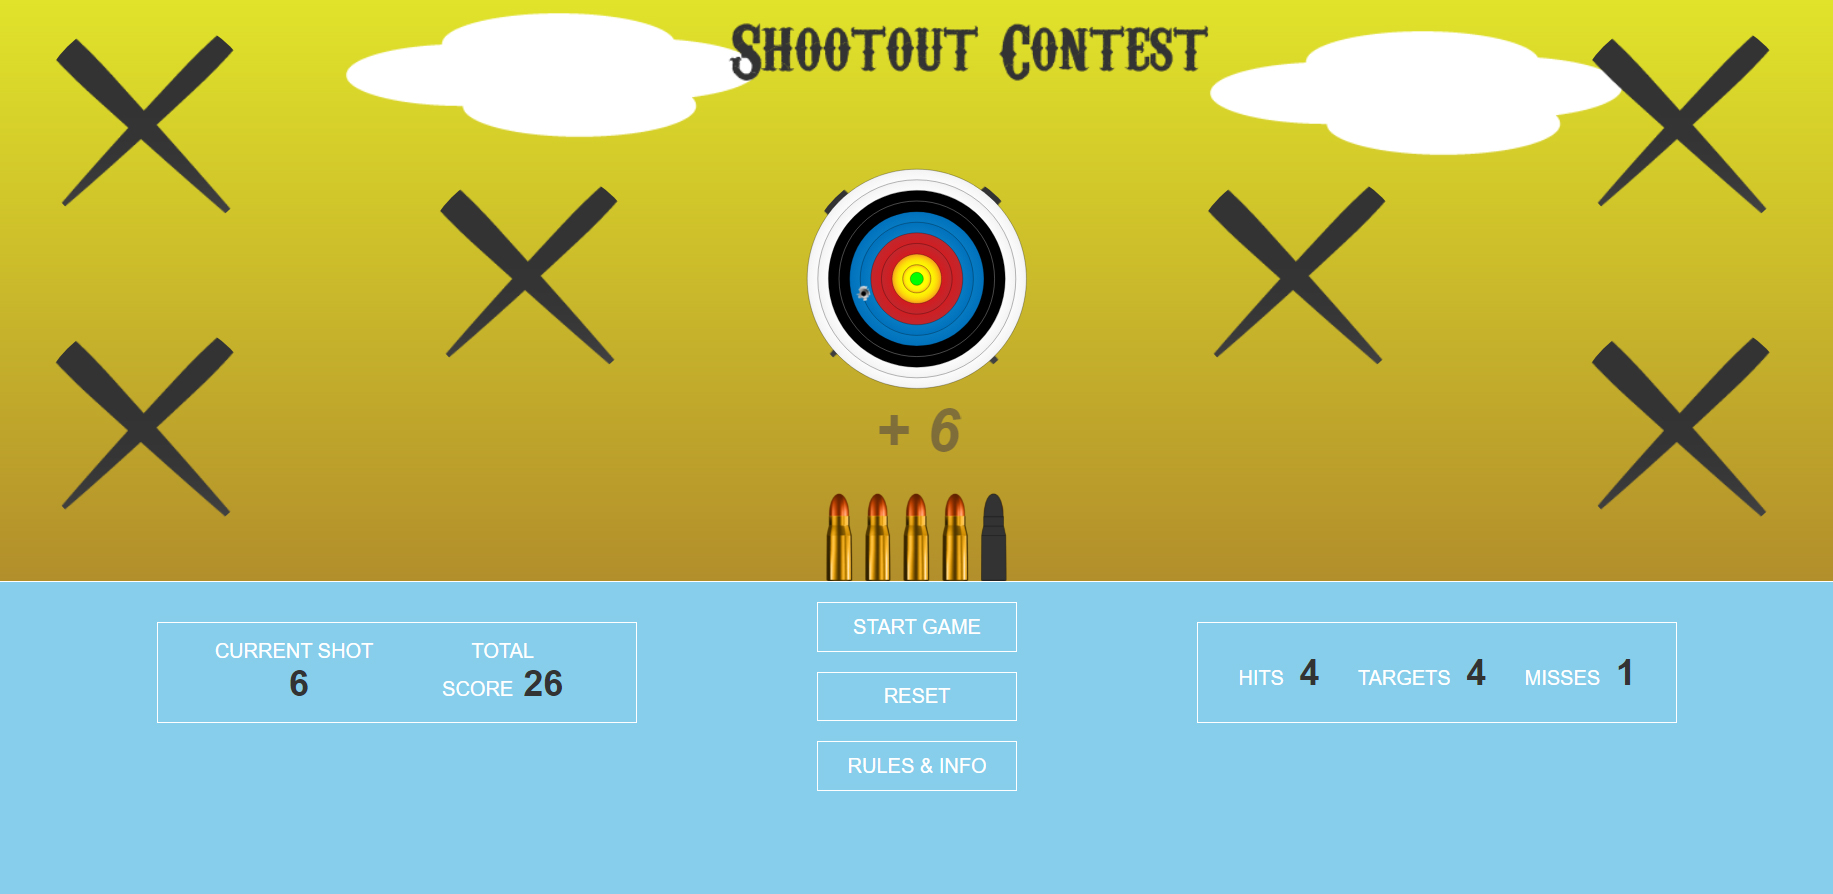 Shootout Contest
+ 6
START GAME
CURRENT SHOT
6
TOTAL
SCORE 26
HITS 4 TARGETS 4 MISSES 1
RESET
RULES & INFO